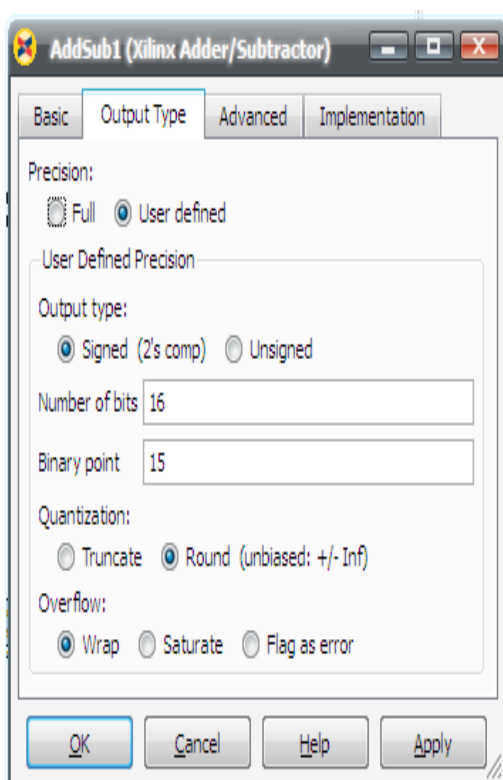 AddSub1 (Xilinx Adder/Subtractor)
Basic Output Type Advanced Implementation
Precision:
Full User defined
User Defined Precision
Output type:
Signed (2's comp) Unsigned
Number of bits 16
Binary point 15
Quantization:
Truncate Round (unbiased: +/- Inf)
Overflow:
Wrap Saturate Flag as error
OK Cancel Help Apply